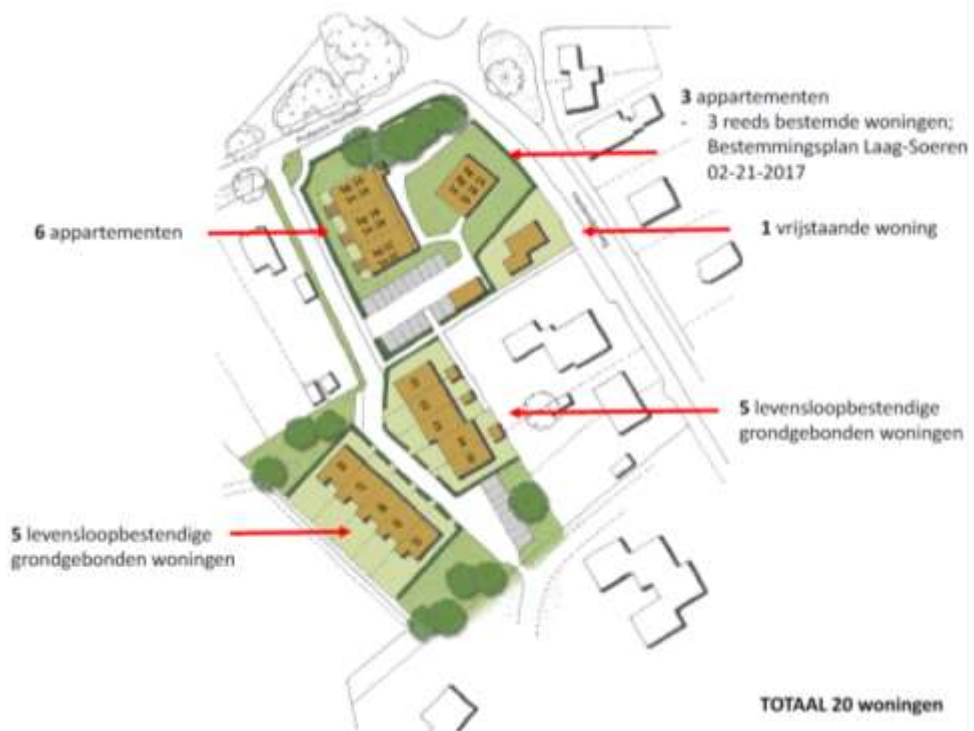 3 appartementen
- 3 reeds bestemde woningen;
Bestemmingsplan Laag-Soeren
02-21-2017
6 appartementen
1 vrijstaande woning
5 levensloopbestendige
grondgebonden woningen
5 levensloopbestendige
grondgebonden woningen
TOTAAL 20 woningen